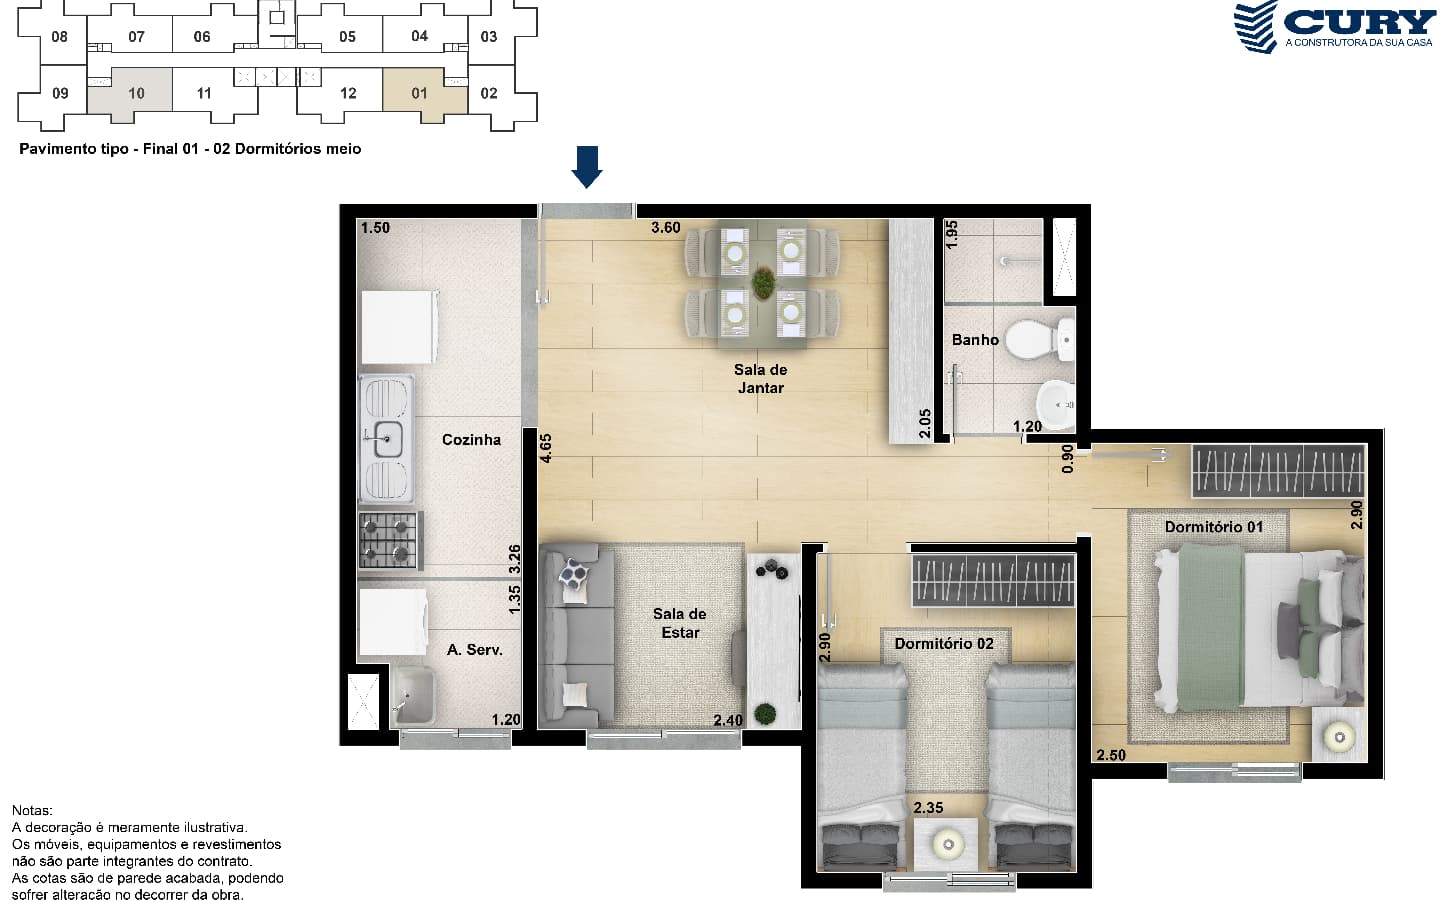 CURY
A CONSTRUTORA DA SUA CASA
08
07
06
05
04
03
09
10
11
12
01
02
Pavimento tipo - Final 01 - 02 Dormitórios meio
1.50
3.60
1.95
Sala de
Jantar
Banho
2.05
1.20
Cozinha
4.65
0.90
2.90
Dormitório 01
3.26
1.35
Sala de
Estar
A. Serv.
2.90
Dormitório 02
1.20
2.40
2.50
2.35
Notas:
A decoração é meramente ilustrativa.
Os móveis, equipamentos e revestimentos
não são parte integrantes do contrato.
As cotas são de parede acabada, podendo
sofrer alteração no decorrer da obra.